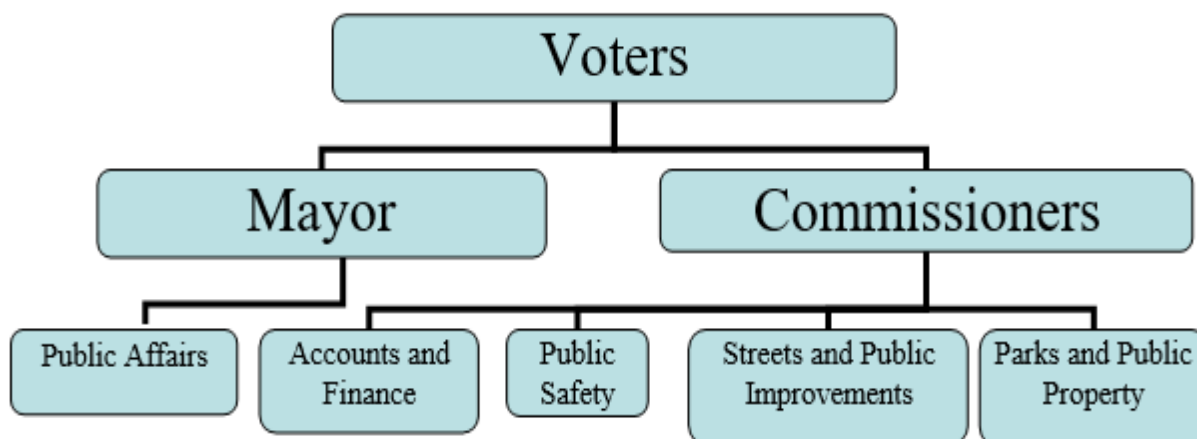 Voters
Mayor
Commissioners
Public Affairs
Accounts and
Finance
Public
Safety
Streets and Public
Improvements
Parks and Public
Property